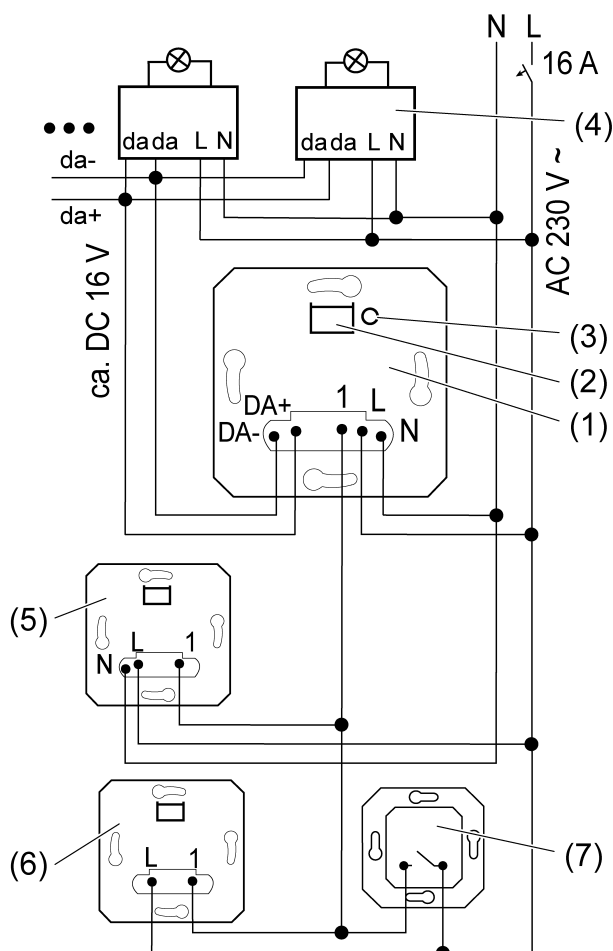 N L
16 A
(4)
da da L N
da da L N
da-
da+
ca. DC 16 V
AC 230 V ~
(3)
(2)
(1)
DA+ 1 L
DA- N
(5)
L 1
N
(6)
L 1
(7)